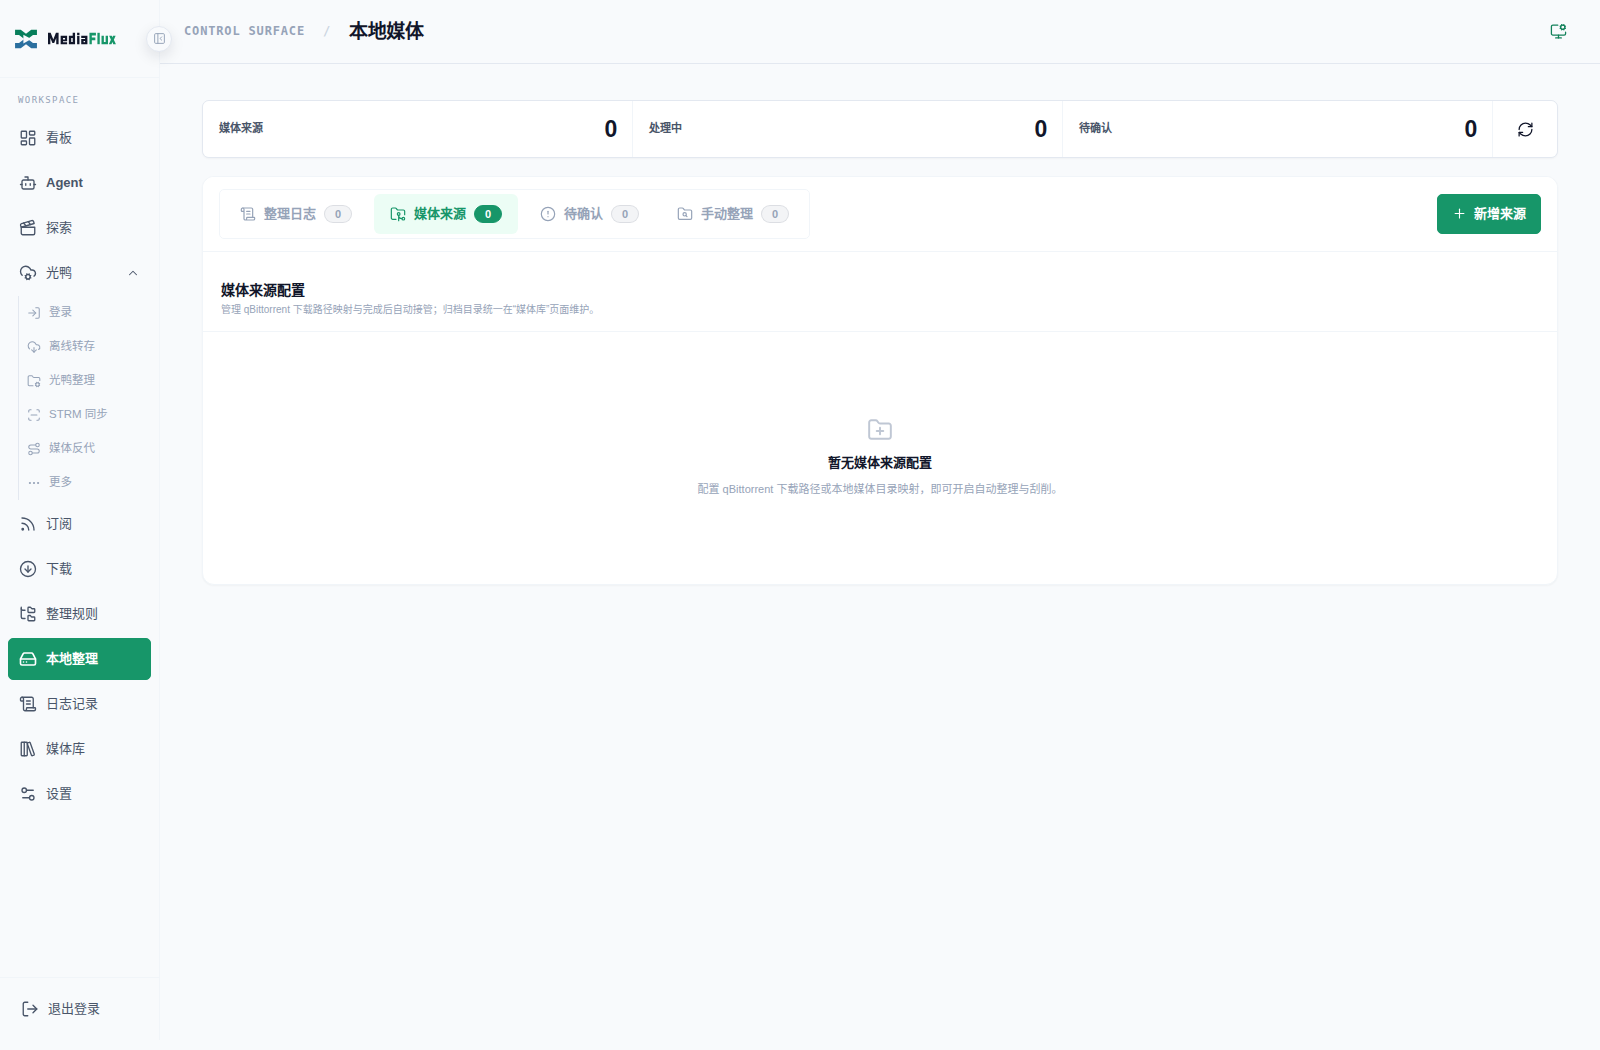 MediaFlux
CONTROL SURFACE / 本地媒体
WORKSPACE
看板
Agent
探索
光鸭
登录
离线转存
光鸭整理
STRM 同步
媒体反代
更多
订阅
下载
整理规则
本地整理
日志记录
媒体库
设置
退出登录
媒体来源 0 处理中 0 待确认 0
整理日志 0 媒体来源 0 待确认 0 手动整理 0 新增来源
媒体来源配置
管理 qBittorrent 下载路径映射与完成后自动接管；归档目录统一在“媒体库”页面维护。
暂无媒体来源配置
配置 qBittorrent 下载路径或本地媒体目录映射，即可开启自动整理与刮削。